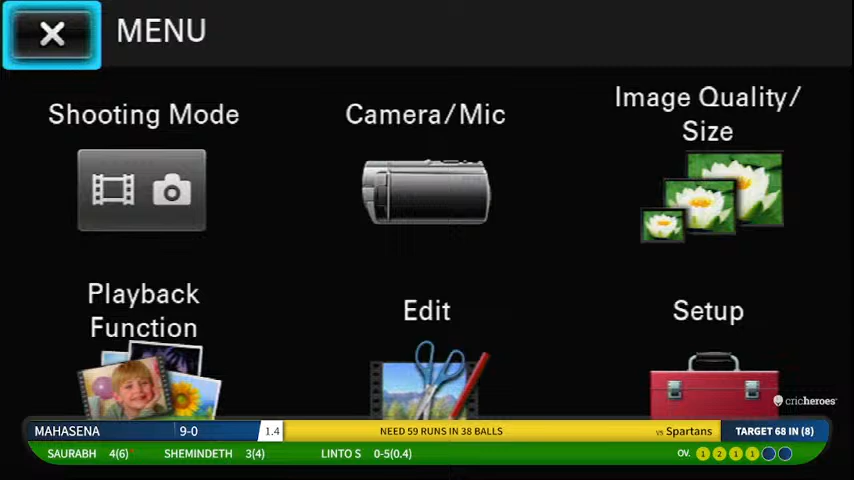 MENU
Shooting Mode
Camera/Mic
Image Quality/
Size
Playback
Function
Edit
Setup
cricheroes
MAHASENA 9-0 1.4 NEED 59 RUNS IN 38 BALLS vs Spartans TARGET 68 IN (8)
SAURABH 4(6)* SHEMINDETH 3(4) LINTO S 0-5(0.4) OV. 1 2 1 1